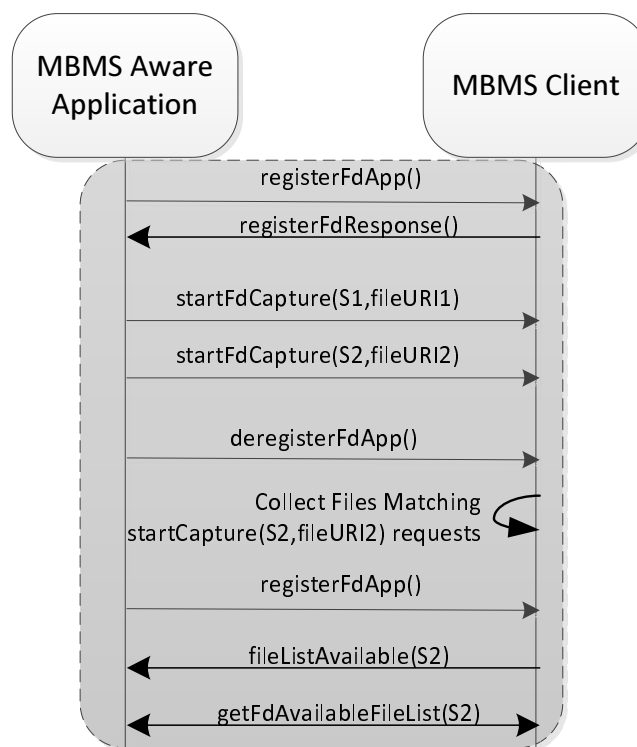 MBMS Aware
Application
MBMS Client
registerFdApp()
registerFdResponse()
startFdCapture(S1,fileURI1)
startFdCapture(S2,fileURI2)
deregisterFdApp()
Collect Files Matching
startCapture(S2,fileURI2) requests
registerFdApp()
fileListAvailable(S2)
getFdAvailableFileList(S2)